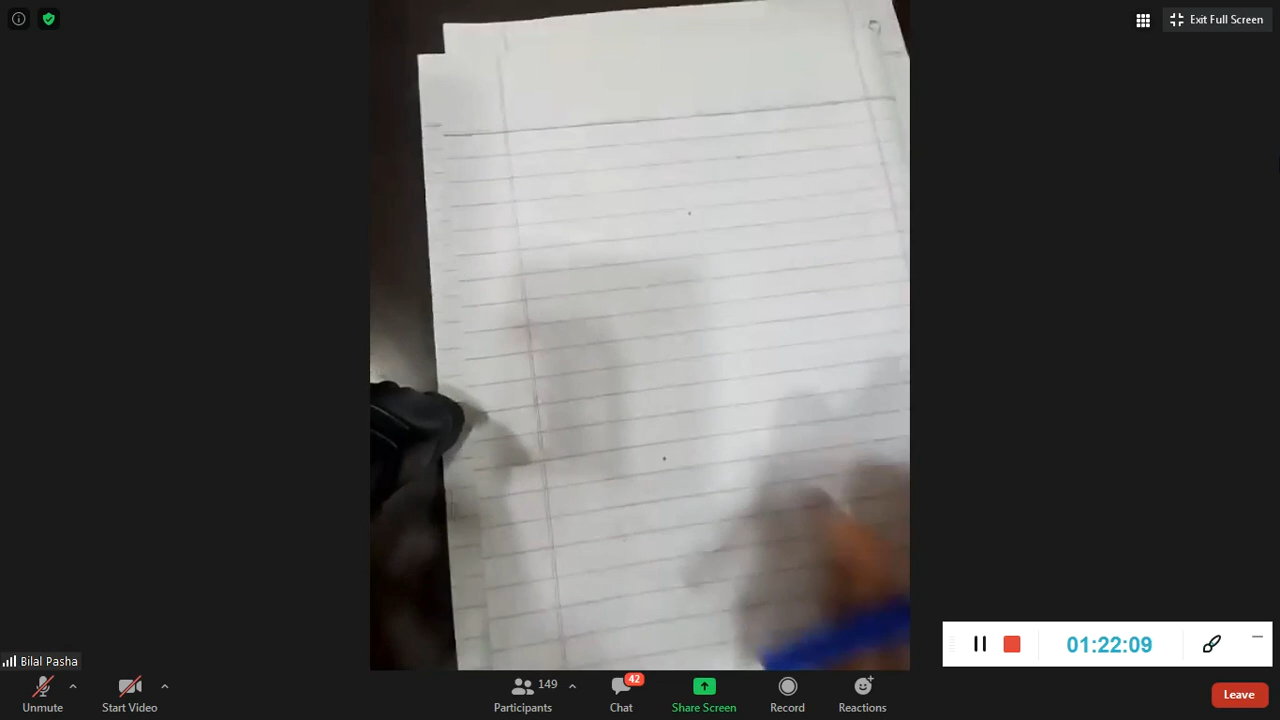 Exit Full Screen
Bilal Pasha
01:22:09
Unmute
Start Video
149
Participants
42
Chat
Share Screen
Record
Reactions
Leave